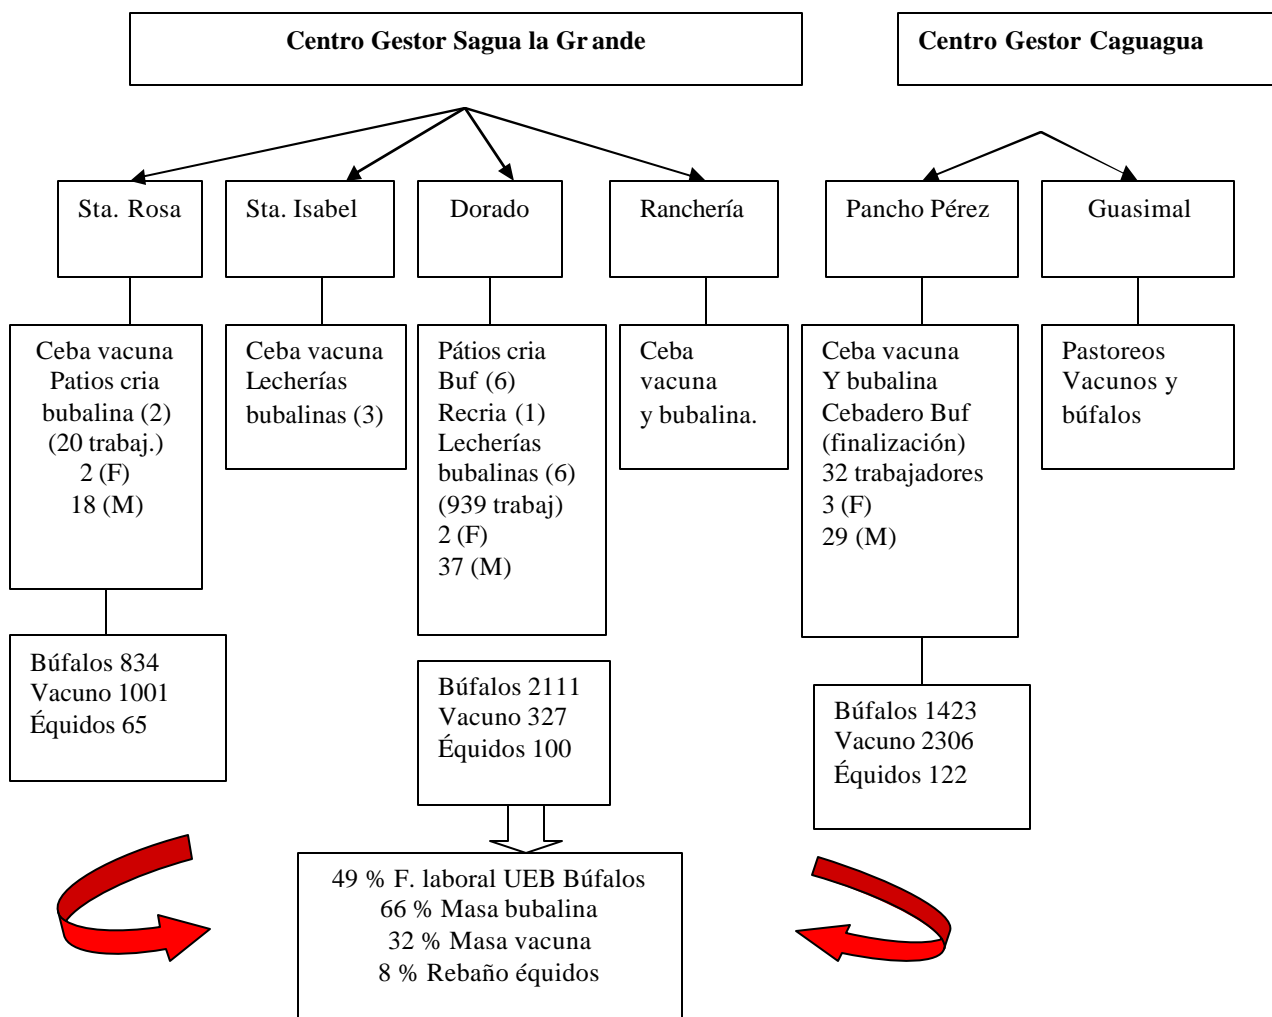 Centro Gestor Sagua la Grande
Centro Gestor Caguagua
Sta. Rosa
Sta. Isabel
Dorado
Ranchería
Pancho Pérez
Guasimal
Ceba vacuna
Patios cria
bubalina (2)
(20 trabaj.)
2 (F)
18 (M)
Ceba vacuna
Lecherías
bubalinas (3)
Pátios cria
Buf (6)
Recria (1)
Lecherías
bubalinas (6)
(939 trabaj)
2 (F)
37 (M)
Ceba
vacuna
y bubalina.
Ceba vacuna
Y bubalina
Cebadero Buf
(finalización)
32 trabajadores
3 (F)
29 (M)
Pastoreos
Vacunos y
búfalos
Búfalos 834
Vacuno 1001
Équidos 65
Búfalos 2111
Vacuno 327
Équidos 100
Búfalos 1423
Vacuno 2306
Équidos 122
49 % F. laboral UEB Búfalos
66 % Masa bubalina
32 % Masa vacuna
8 % Rebaño équidos